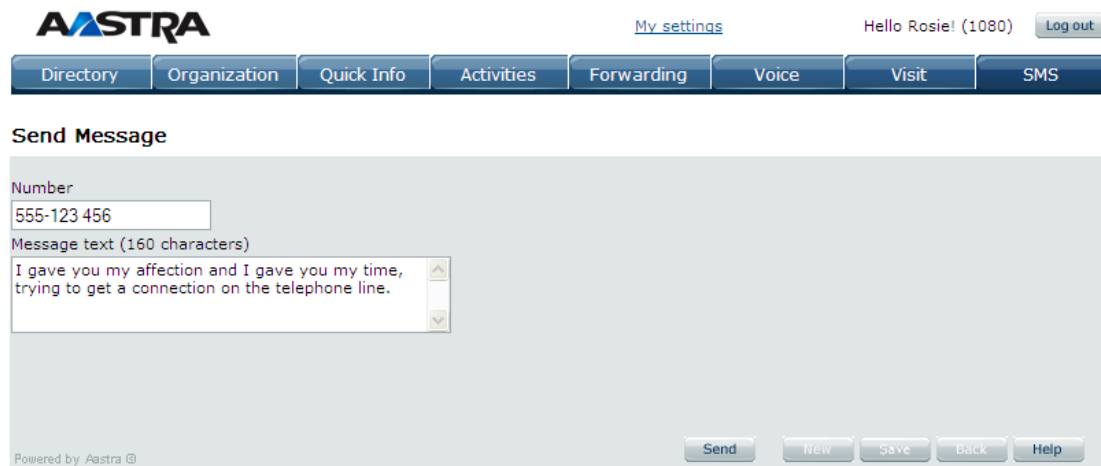 AASTRA
My settings
Hello Rosie! (1080)
Log out
Directory
Organization
Quick Info
Activities
Forwarding
Voice
Visit
SMS
Send Message
Number
555-123 456
Message text (160 characters)
I gave you my affection and I gave you my time,
trying to get a connection on the telephone line.
Powered by Aastra ®
Send
New
Save
Back
Help